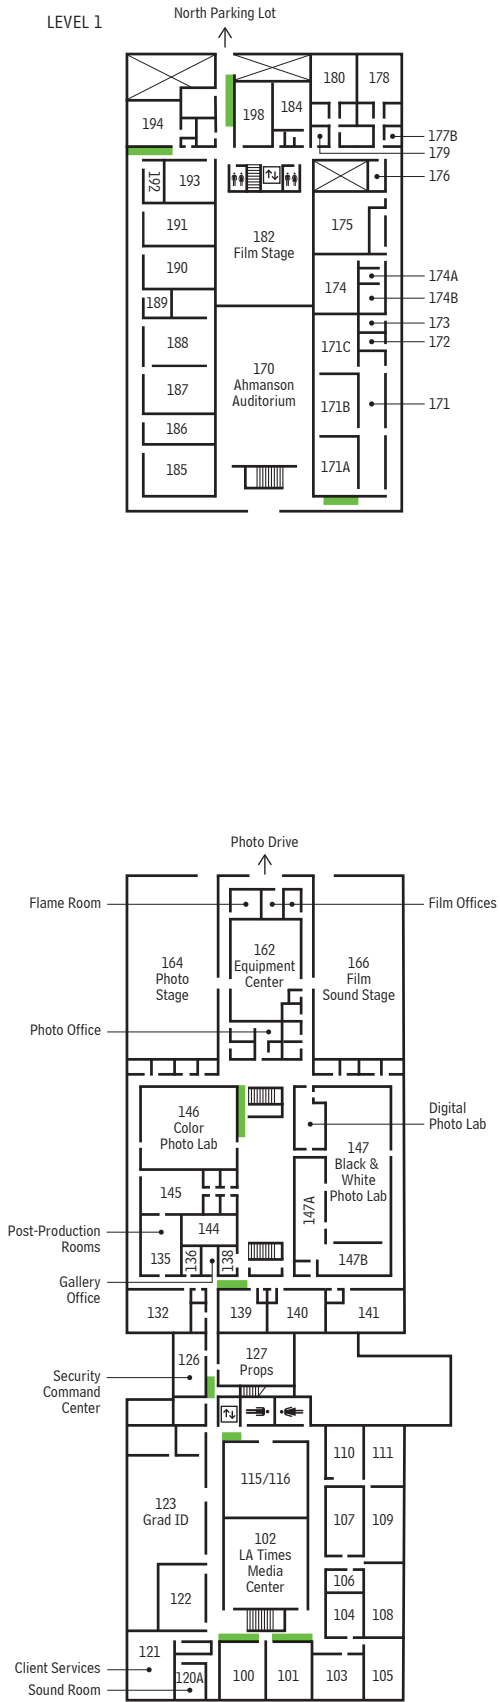 LEVEL 1
North Parking Lot
180
178
198
184
194
177B
179
176
192
193
191
182
Film Stage
175
190
174A
174
174B
189
173
188
171C
172
170
Ahmanson
Auditorium
187
171B
171
186
185
171A
Photo Drive
Flame Room
Film Offices
164
Photo
Stage
162
Equipment
Center
166
Film
Sound Stage
Photo Office
146
Color
Photo Lab
Digital
Photo Lab
147
Black &
White
Photo Lab
145
147A
Post-Production
Rooms
144
135
136
138
147B
Gallery
Office
132
139
140
141
126
127
Props
Security
Command
Center
110
111
115/116
123
Grad ID
107
109
102
LA Times
Media
Center
106
122
104
108
121
Client Services
120A
Sound Room
100
101
103
105